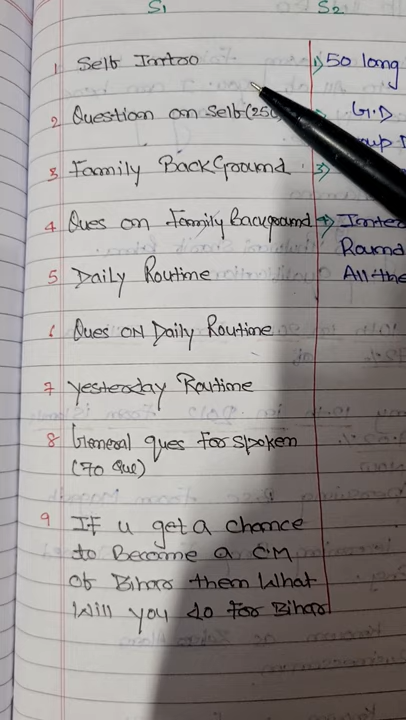 S1
1 Self Intro
2 Question on Self (25
3 Family BackGround
4 Ques on Family Background
5 Daily Routine
6 Ques ON Daily Routine
7 Yesterday Routine
8 General ques for spoken
(70 Que)
9 If u get a chance
to Become a CM
of Bihar then What
Will you do for Bihar
S2
1) 50 long
G.D
3)
4)
Round
All the